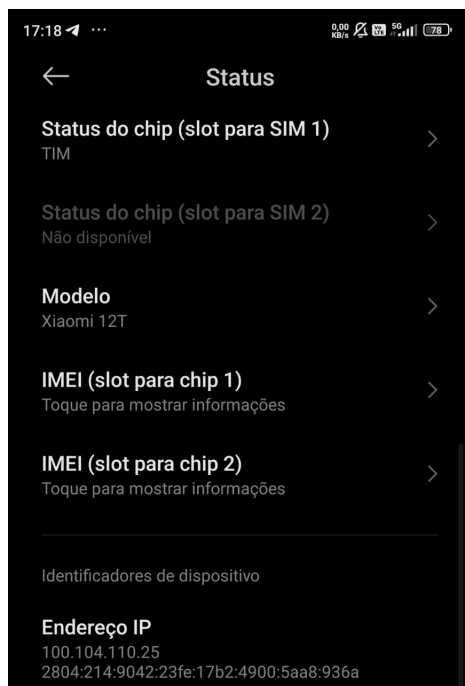 17:18 ··· 0,00 KB/s Vo LTE 5G 78
Status
Status do chip (slot para SIM 1)
TIM
Status do chip (slot para SIM 2)
Não disponível
Modelo
Xiaomi 12T
IMEI (slot para chip 1)
Toque para mostrar informações
IMEI (slot para chip 2)
Toque para mostrar informações
Identificadores de dispositivo
Endereço IP
100.104.110.25
2804:214:9042:23fe:17b2:4900:5aa8:936a